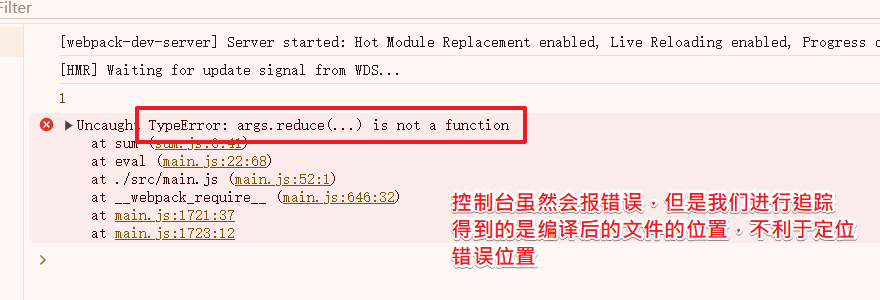 Filter
[webpack-dev-server] Server started: Hot Module Replacement enabled, Live Reloading enabled, Progress
[HMR] Waiting for update signal from WDS...
1
Uncaught TypeError: args.reduce(...) is not a function
at sum (sum.js:6:41)
at eval (main.js:22:68)
at ./src/main.js (main.js:52:1)
at __webpack_require__ (main.js:646:32)
at main.js:1721:37
at main.js:1723:12
控制台虽然会报错误，但是我们进行追踪
得到的是编译后的文件的位置，不利于定位
错误位置